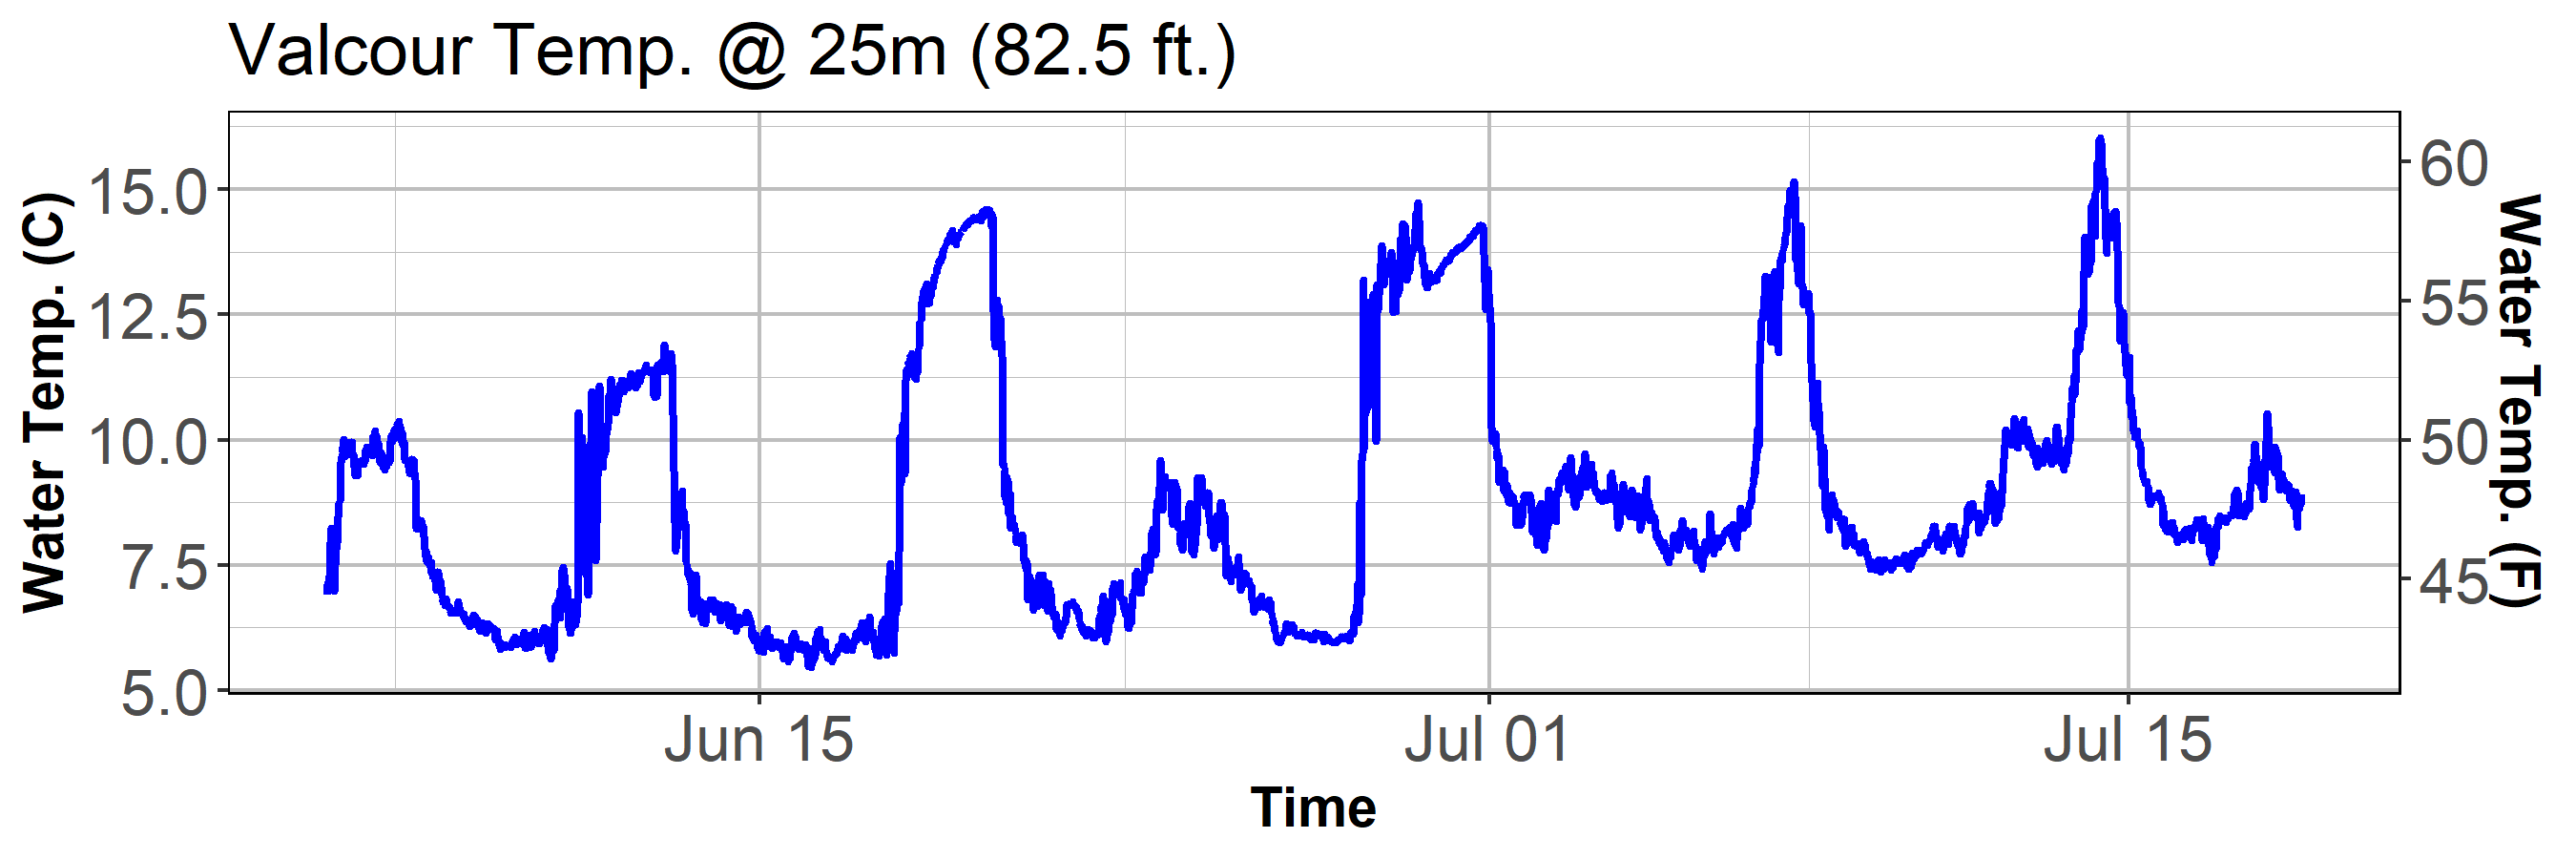 Valcour Temp. @ 25m (82.5 ft.)
Water Temp. (C)
15.0
12.5
10.0
7.5
5.0
60
55
50
45
Water Temp. (F)
Jun 15
Jul 01
Jul 15
Time